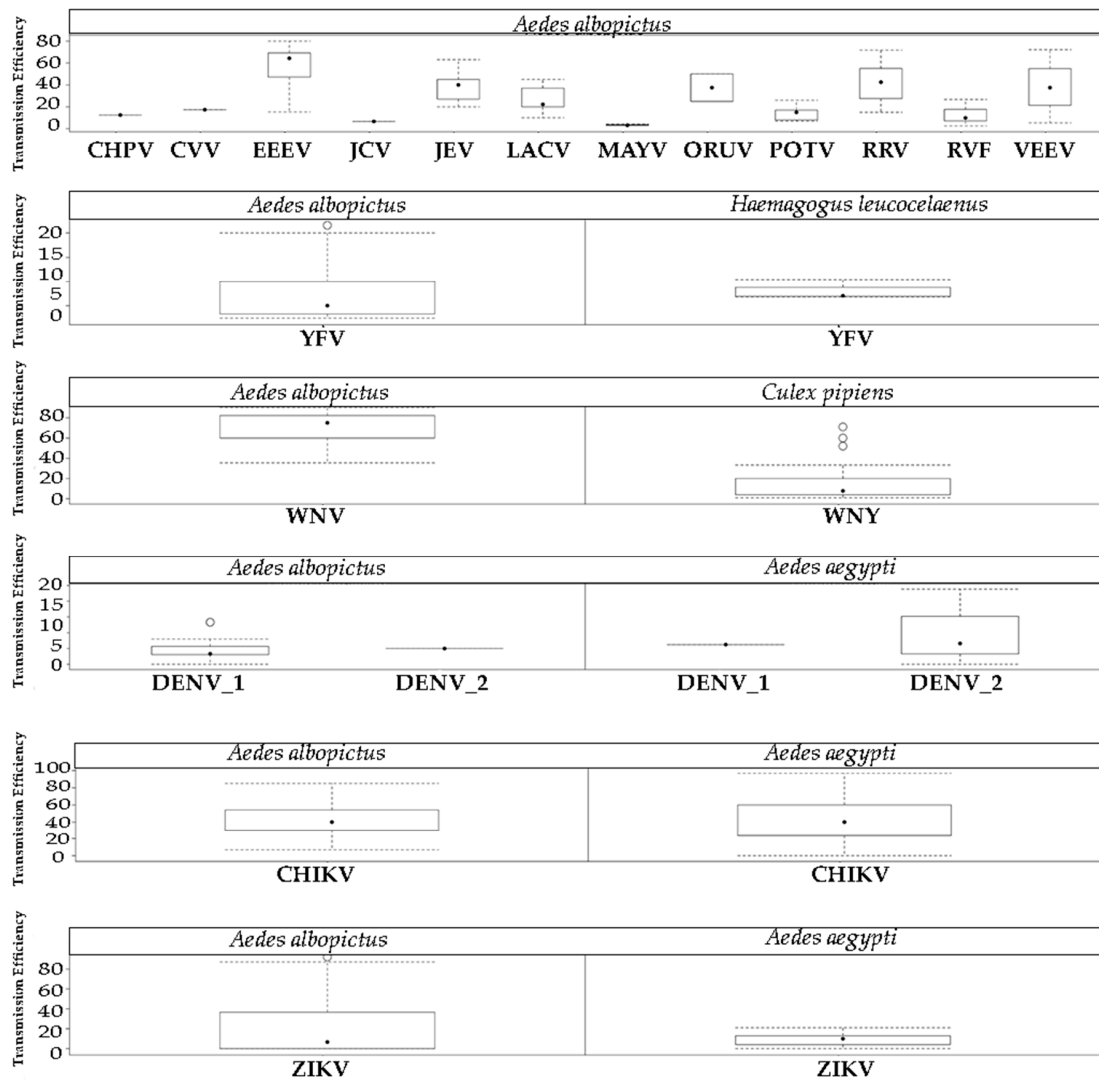 Aedes albopictus
Transmission Efficiency
80
60
40
20
0
CHPV CVV EEEV JCV JEV LACV MAYV ORUV POTV RRV RVF VEEV
Aedes albopictus Haemagogus leucocelaenus
Transmission Efficiency
20
15
10
5
0
YFV YFV
Aedes albopictus Culex pipiens
Transmission Efficiency
80
60
20
0
WNV WNY
Aedes albopictus Aedes aegypti
Transmission Efficiency
20
15
5
0
DENV_1 DENV_2 DENV_1 DENV_2
Aedes albopictus Aedes aegypti
Transmission Efficiency
100
80
60
40
20
0
CHIKV CHIKV
Aedes albopictus Aedes aegypti
Transmission Efficiency
80
60
40
20
0
ZIKV ZIKV